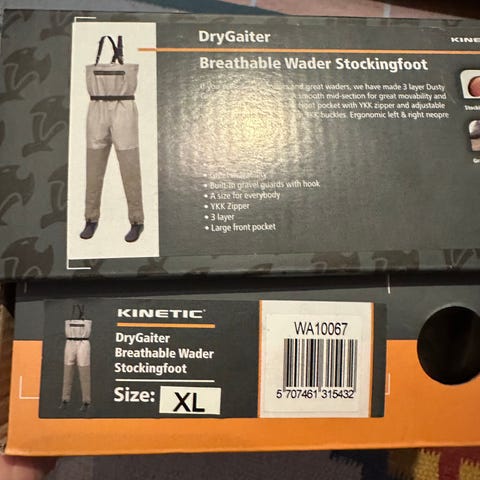 DryGaiter
KINE
Breathable Wader Stockingfoot
and great waders, we have made 3 layer Dusty
smooth mid-section for great movability and
front pocket with YKK zipper and adjustable
buckles. Ergonomic left & right neopre
• Built-in gravel guards with hook
• A size for everybody
• YKK Zipper
• 3 layer
• Large front pocket
KINETIC
DryGaiter
Breathable Wader
Stockingfoot
Size: XL
WA10067
5 707461 315432